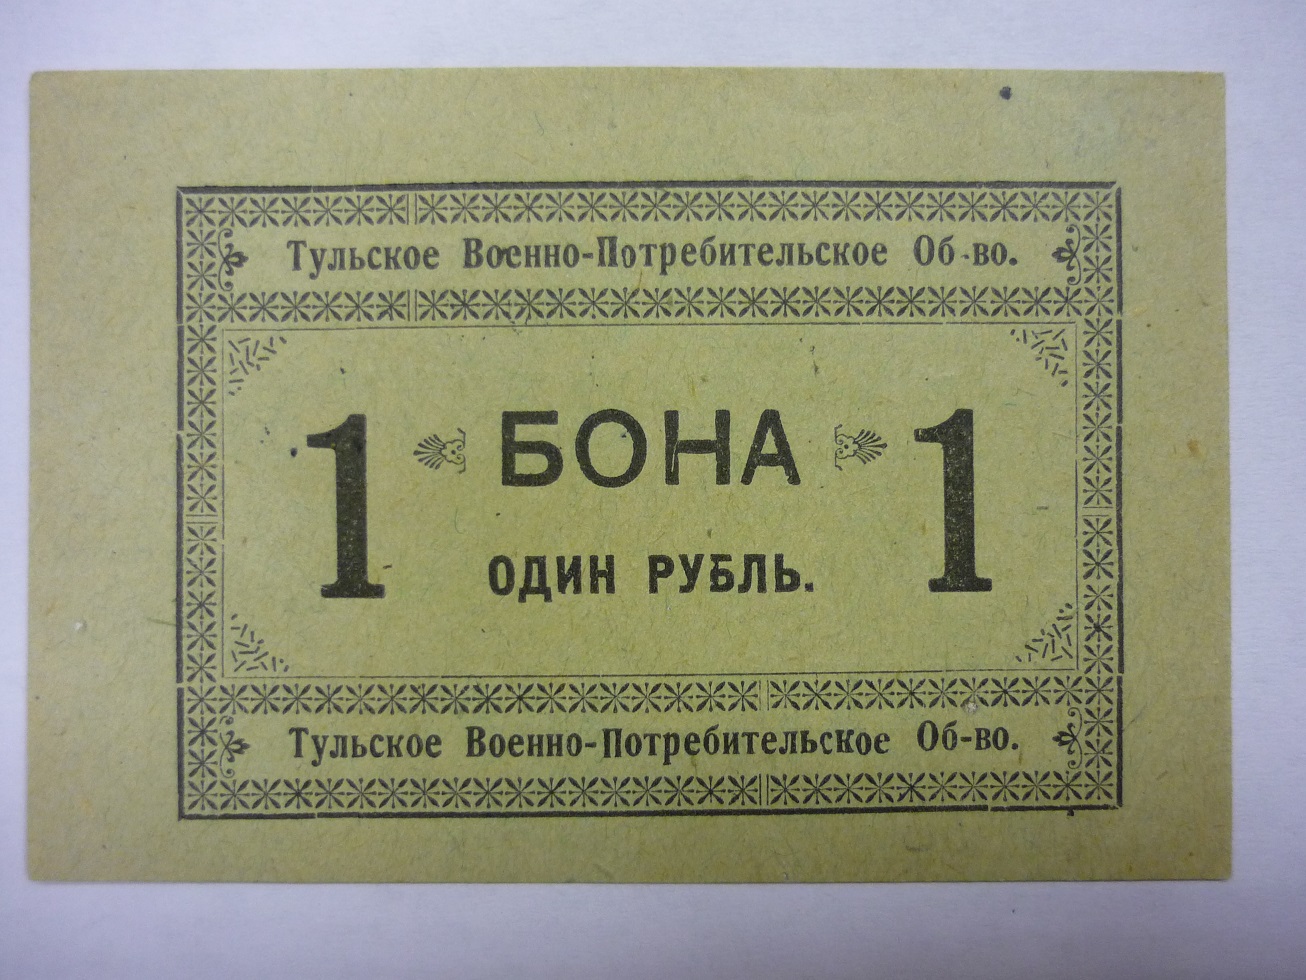 Тульское Военно-Потребительское Об-во.
1 БОНА 1
ОДИН РУБЛЬ.
Тульское Военно-Потребительское Об-во.